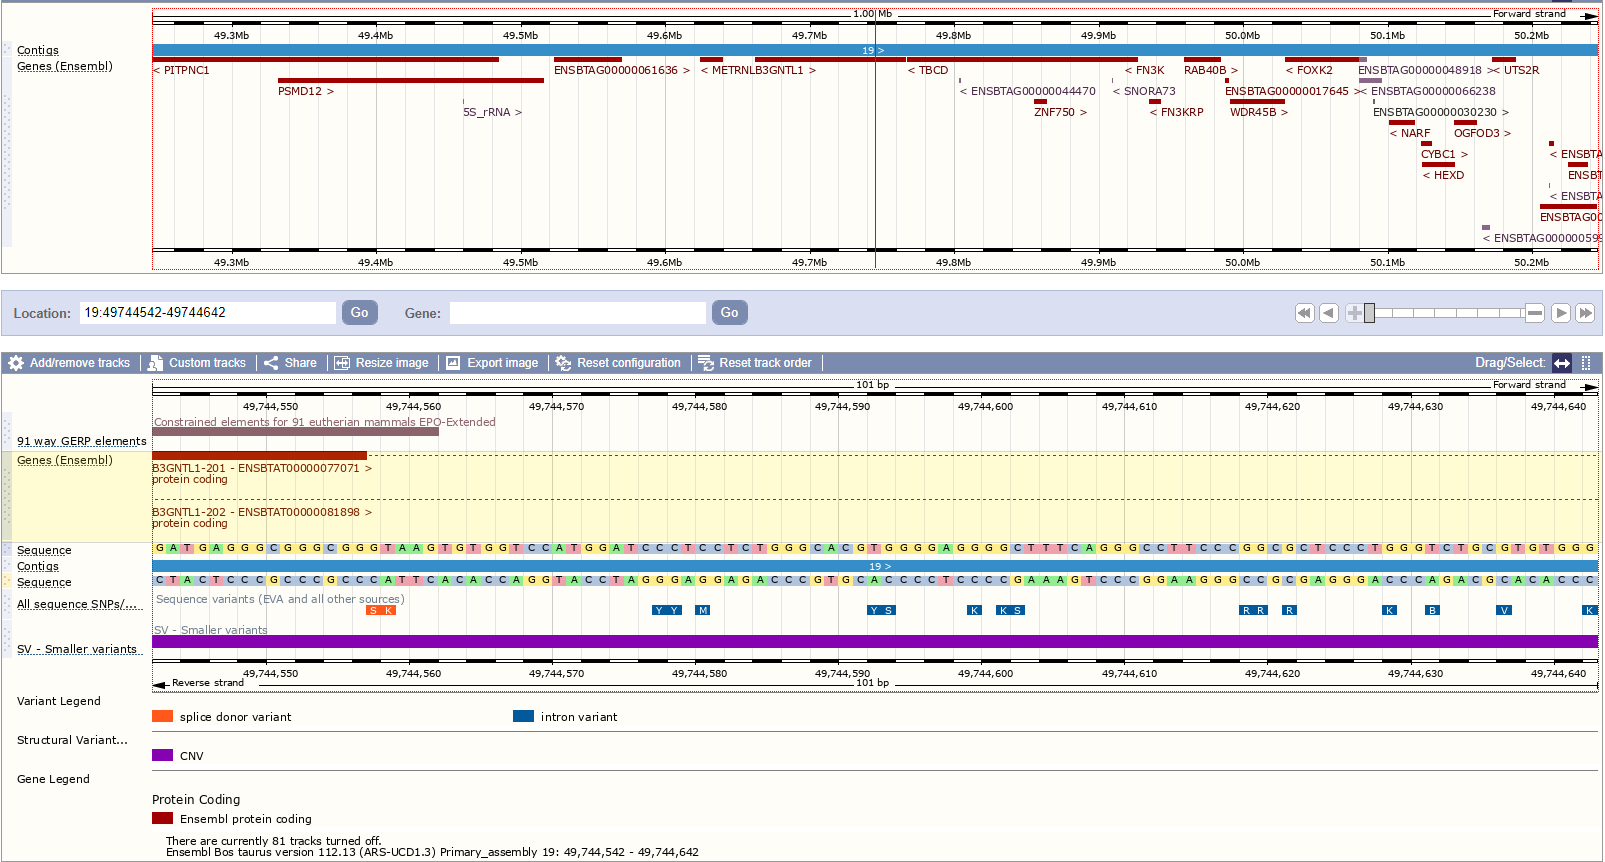 1.00 Mb Forward strand
49.3Mb 49.4Mb 49.5Mb 49.6Mb 49.7Mb 49.8Mb 49.9Mb 50.0Mb 50.1Mb 50.2Mb
Contigs 19 >
Genes (Ensembl)
< PITPNC1 ENSBTAG00000061636 > < METRNL B3GNTL1 > < TBCD < FN3K RAB40B > < FOXK2 ENSBTAG00000048918 > < UTS2R
PSMD12 > < ENSBTAG00000044470 < SNORA73 ENSBTAG00000017645 > < ENSBTAG00000066238
5S_rRNA > ZNF750 > < FN3KRP WDR45B > ENSBTAG00000030230 >
< NARF OGFOD3 >
CYBC1 > < ENSBTA
< HEXD ENSBT
< ENSBTA
ENSBTAG00
< ENSBTAG00000059
49.3Mb 49.4Mb 49.5Mb 49.6Mb 49.7Mb 49.8Mb 49.9Mb 50.0Mb 50.1Mb 50.2Mb
Location: 19:49744542-49744642 Go Gene: Go
Add/remove tracks Custom tracks Share Resize image Export image Reset configuration Reset track order Drag/Select:
101 bp Forward strand
49,744,550 49,744,560 49,744,570 49,744,580 49,744,590 49,744,600 49,744,610 49,744,620 49,744,630 49,744,640
Constrained elements for 91 eutherian mammals EPO-Extended
91 way GERP elements
Genes (Ensembl)
B3GNTL1-201 - ENSBTAT00000077071 >
protein coding
B3GNTL1-202 - ENSBTAT00000081898 >
protein coding
Sequence G A T G A G G G C G G G C G G G T A A G T G T G G T C C A T G G A T C C C T C C T C T G G G C A C G T G G G G A G G G G C T T T C A G G G C C T T C C C G G C G C T C C C T G G G T C T G C G T G T G G G
Contigs 19 >
Sequence C T A C T C C C G C C C G C C C A T T C A C A C C A G G T A C C T A G G G A G G A G A C C C G T G C A C C C C T C C C C G A A A G T C C C G G A A G G G C C G C G A G G G A C C C A G A C G C A C A C C C
All sequence SNPs/... Sequence variants (EVA and all other sources)
S K Y Y M Y S K K S R R R K B V K
SV - Smaller variants
SV - Smaller variants
49,744,550 49,744,560 49,744,570 49,744,580 49,744,590 49,744,600 49,744,610 49,744,620 49,744,630 49,744,640
Reverse strand 101 bp
Variant Legend
splice donor variant intron variant
Structural Variant...
CNV
Gene Legend
Protein Coding
Ensembl protein coding
There are currently 81 tracks turned off.
Ensembl Bos taurus version 112.13 (ARS-UCD1.3) Primary_assembly 19: 49,744,542 - 49,744,642